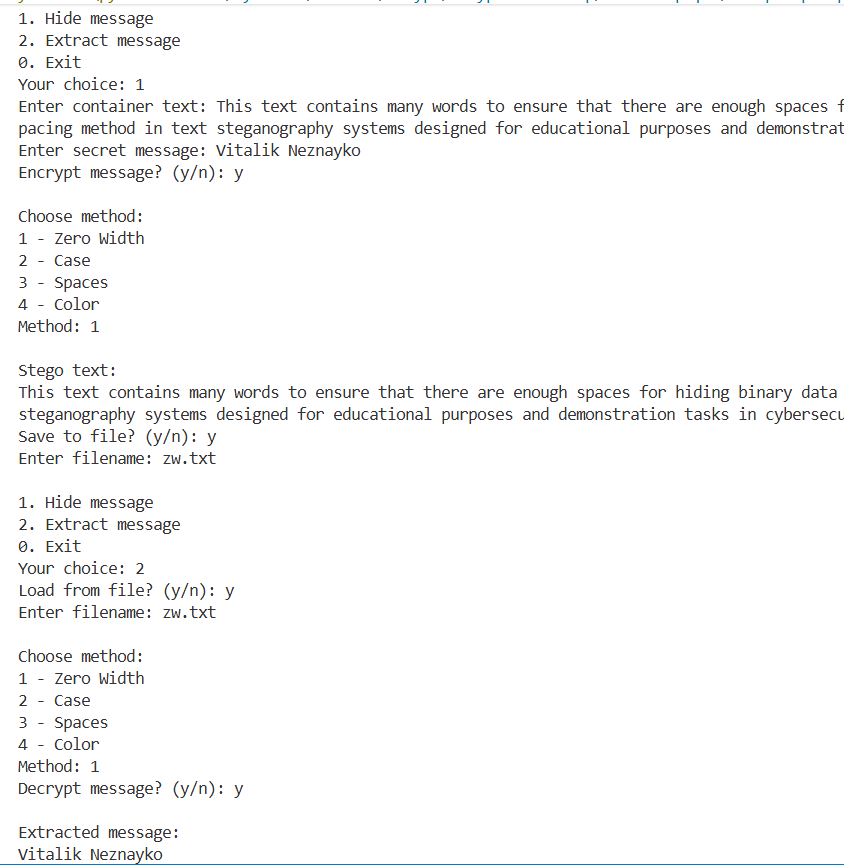 1. Hide message
2. Extract message
0. Exit
Your choice: 1
Enter container text: This text contains many words to ensure that there are enough spaces
pacing method in text steganography systems designed for educational purposes and demonstrat
Enter secret message: Vitalik Neznayko
Encrypt message? (y/n): y
Choose method:
1 - Zero Width
2 - Case
3 - Spaces
4 - Color
Method: 1
Stego text:
This text contains many words to ensure that there are enough spaces for hiding binary data
steganography systems designed for educational purposes and demonstration tasks in cybersecu
Save to file? (y/n): y
Enter filename: zw.txt
1. Hide message
2. Extract message
0. Exit
Your choice: 2
Load from file? (y/n): y
Enter filename: zw.txt
Choose method:
1 - Zero Width
2 - Case
3 - Spaces
4 - Color
Method: 1
Decrypt message? (y/n): y
Extracted message:
Vitalik Neznayko